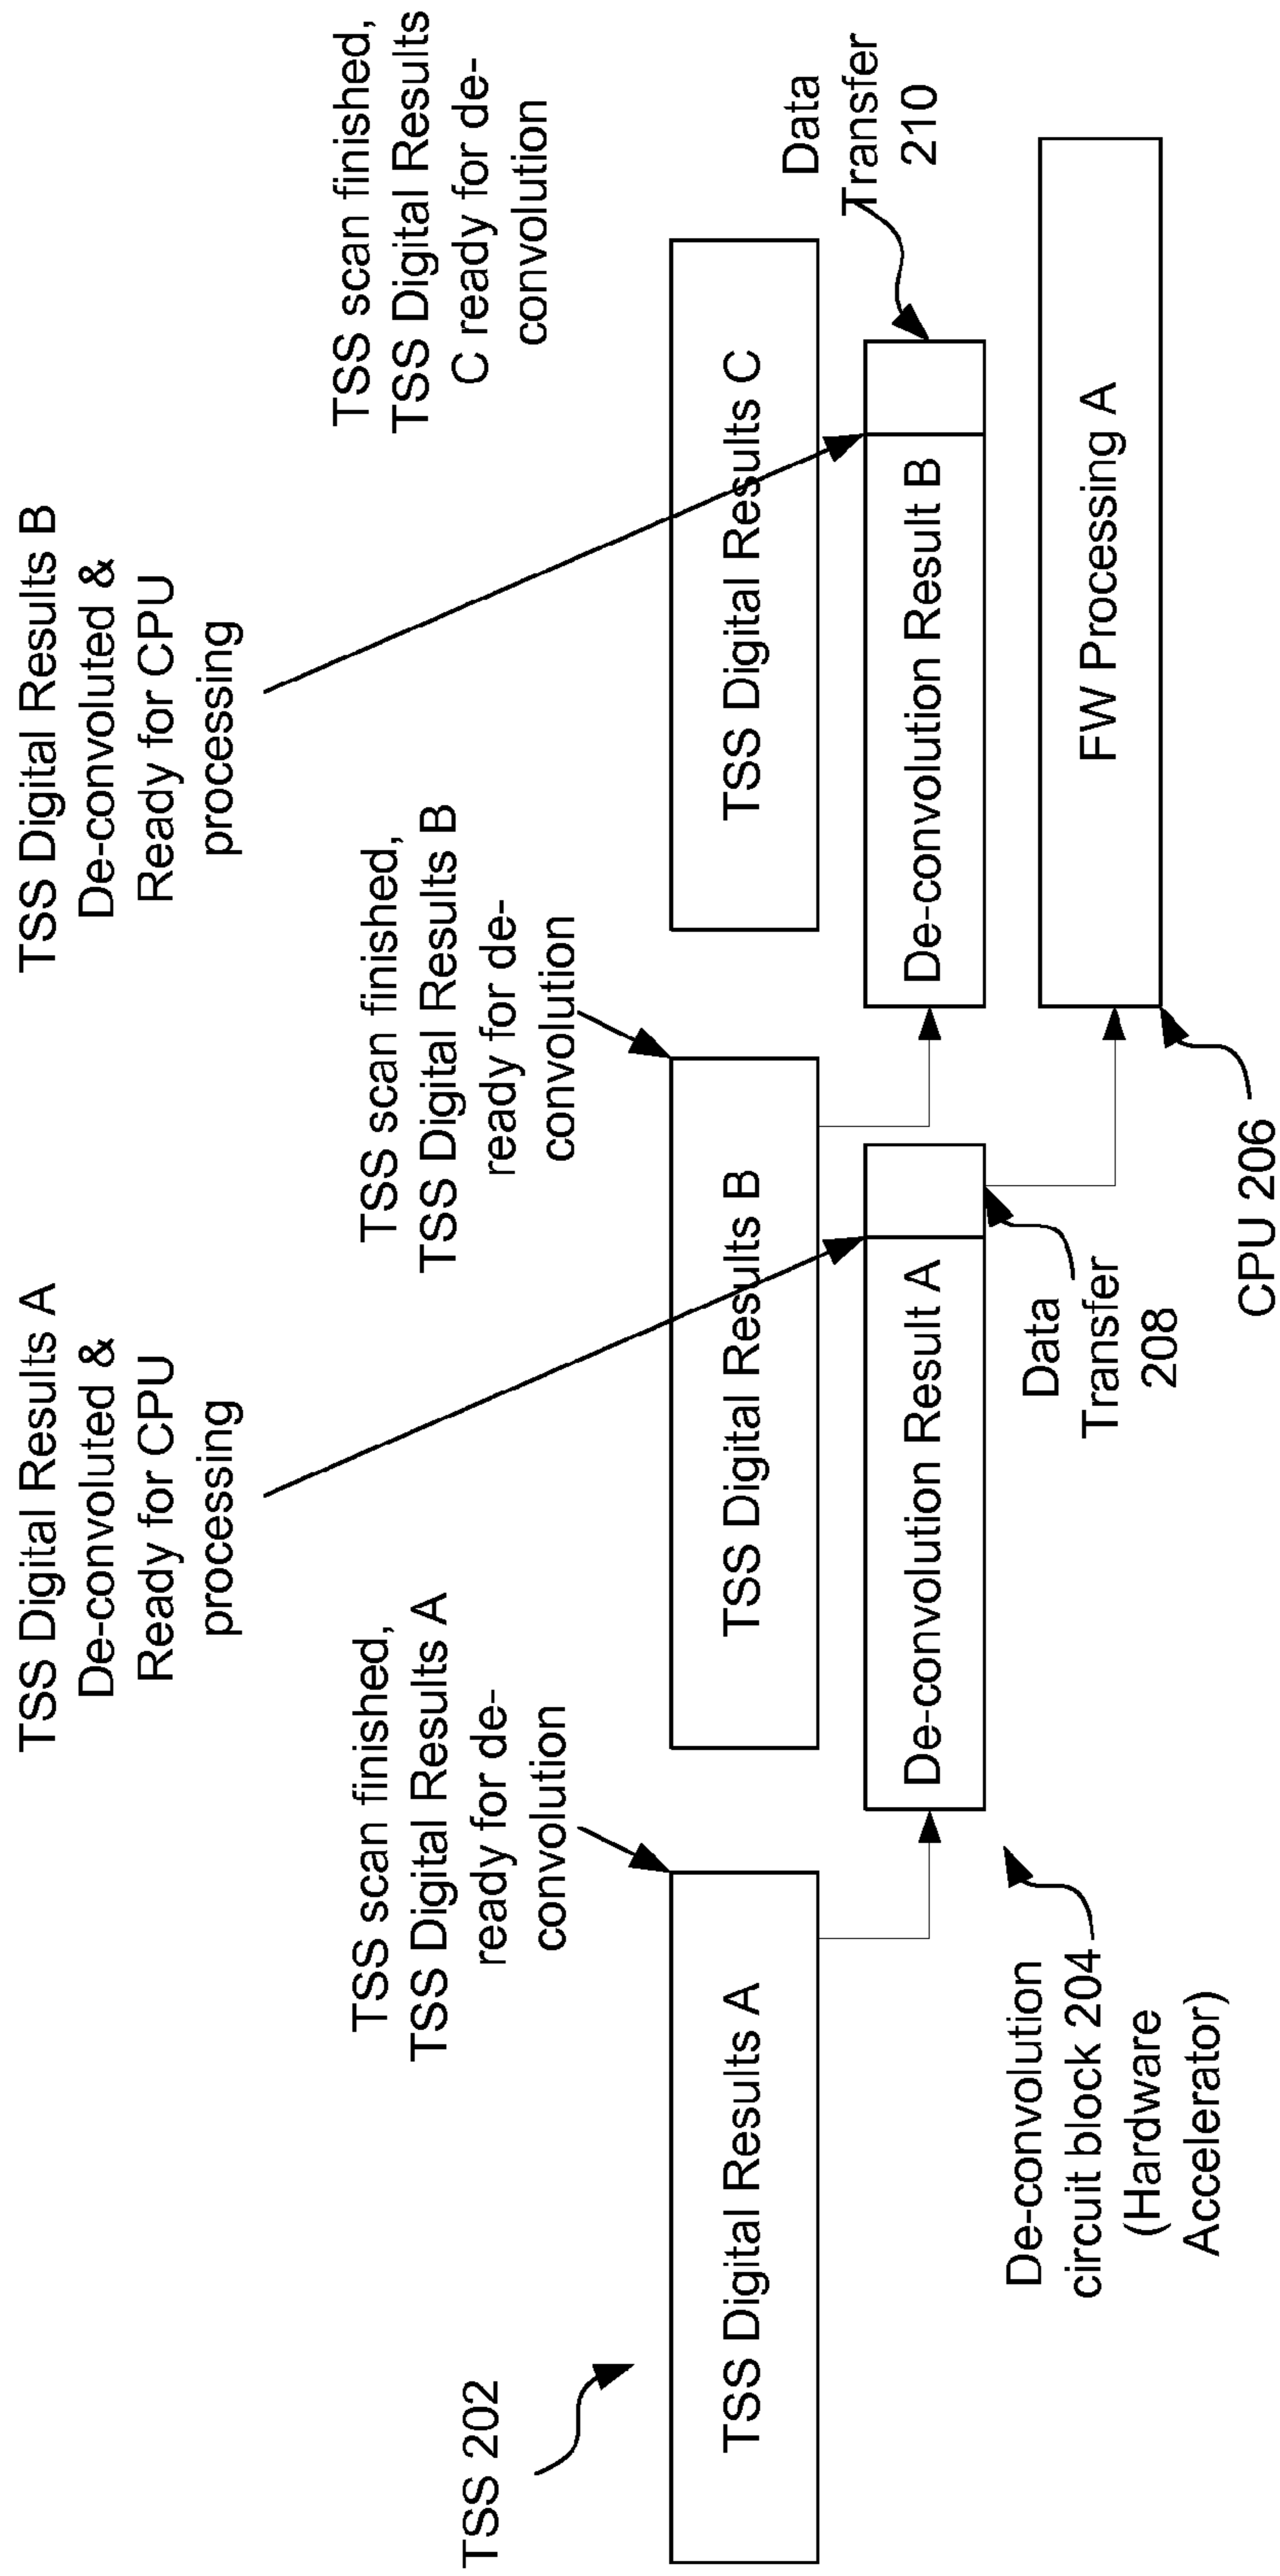 TSS Digital Results A
De-convoluted &
Ready for CPU
processing
TSS Digital Results B
De-convoluted &
Ready for CPU
processing
TSS scan finished,
TSS Digital Results A
ready for de-
convolution
TSS scan finished,
TSS Digital Results B
ready for de-
convolution
TSS scan finished,
TSS Digital Results
C ready for de-
convolution
TSS 202
TSS Digital Results A
TSS Digital Results B
TSS Digital Results C
Data
Transfer
210
De-convolution Result A
De-convolution Result B
De-convolution
circuit block 204
(Hardware
Accelerator)
Data
Transfer
208
FW Processing A
CPU 206